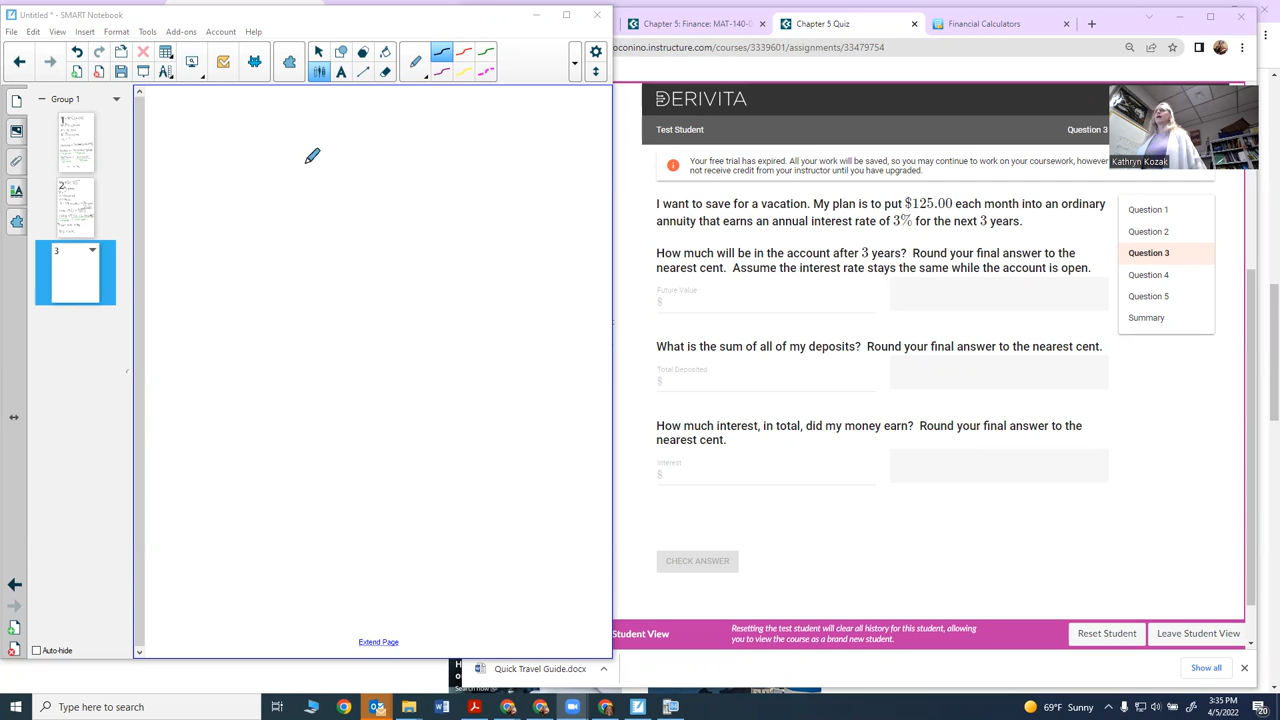 Untitled * - SMART Notebook
File Edit View Insert Format Tools Add-ons Account Help
Group 1
3
Auto-hide
Extend Page
Chapter 5: Finance: MAT-140-
Chapter 5 Quiz
Financial Calculators
oconino.instructure.com/courses/3339601/assignments/
DERIVITA
Test Student
Question 3
Kathryn Kozak
Your free trial has expired. All your work will be saved, so you may continue to work on your coursework, however
not receive credit from your instructor until you have upgraded.
I want to save for a vacation. My plan is to put $125.00 each month into an ordinary
annuity that earns an annual interest rate of 3% for the next 3 years.
How much will be in the account after 3 years? Round your final answer to the
nearest cent. Assume the interest rate stays the same while the account is open.
Future Value
$
What is the sum of all of my deposits? Round your final answer to the nearest cent.
Total Deposited
$
How much interest, in total, did my money earn? Round your final answer to the
nearest cent.
Interest
$
CHECK ANSWER
Question 1
Question 2
Question 3
Question 4
Question 5
Summary
Student View
Resetting the test student will clear all history for this student, allowing
you to view the course as a brand new student.
Reset Student
Leave Student View
Quick Travel Guide.docx
Show all
Type here to search
69°F Sunny
3:35 PM
4/5/2022
20